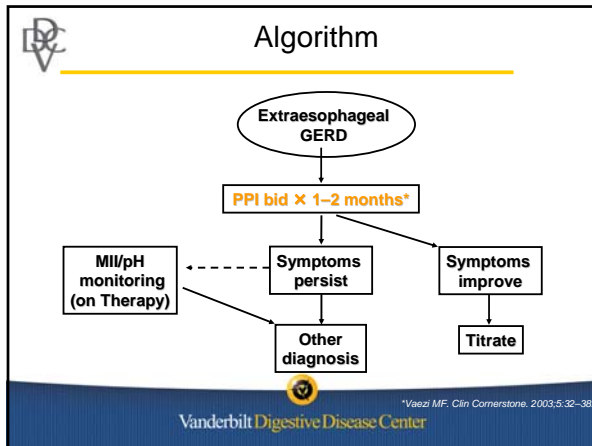 DDCV
Algorithm
Extraesophageal
GERD
PPI bid × 1–2 months*
MII/pH
monitoring
(on Therapy)
Symptoms
persist
Symptoms
improve
Other
diagnosis
Titrate
*Vaezi MF. Clin Cornerstone. 2003;5:32–38.
Vanderbilt Digestive Disease Center